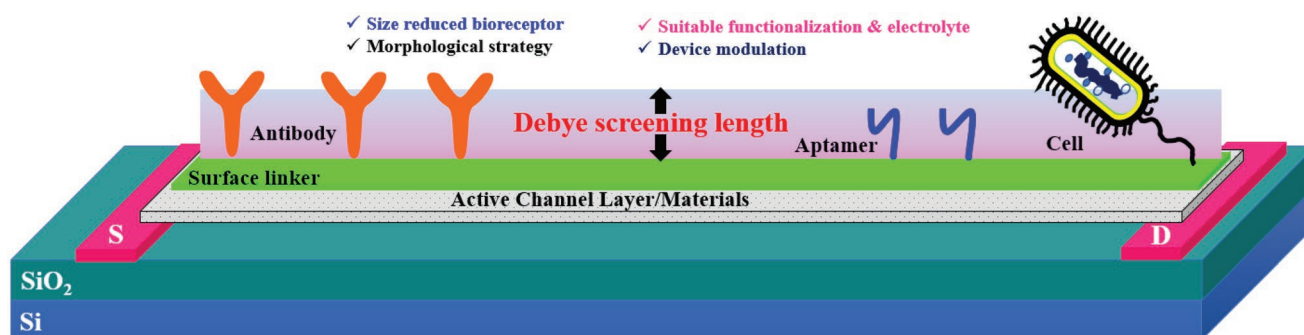 ✓ Size reduced bioreceptor
✓ Morphological strategy
✓ Suitable functionalization & electrolyte
✓ Device modulation
Antibody
Debye screening length
Aptamer
Cell
Surface linker
Active Channel Layer/Materials
S
D
SiO₂
Si